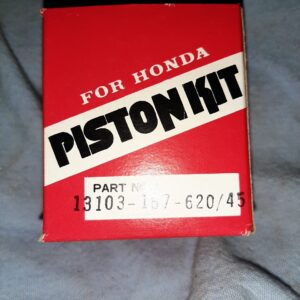 FOR HONDA
PISTON KIT
PART No.
13103-167-620/45